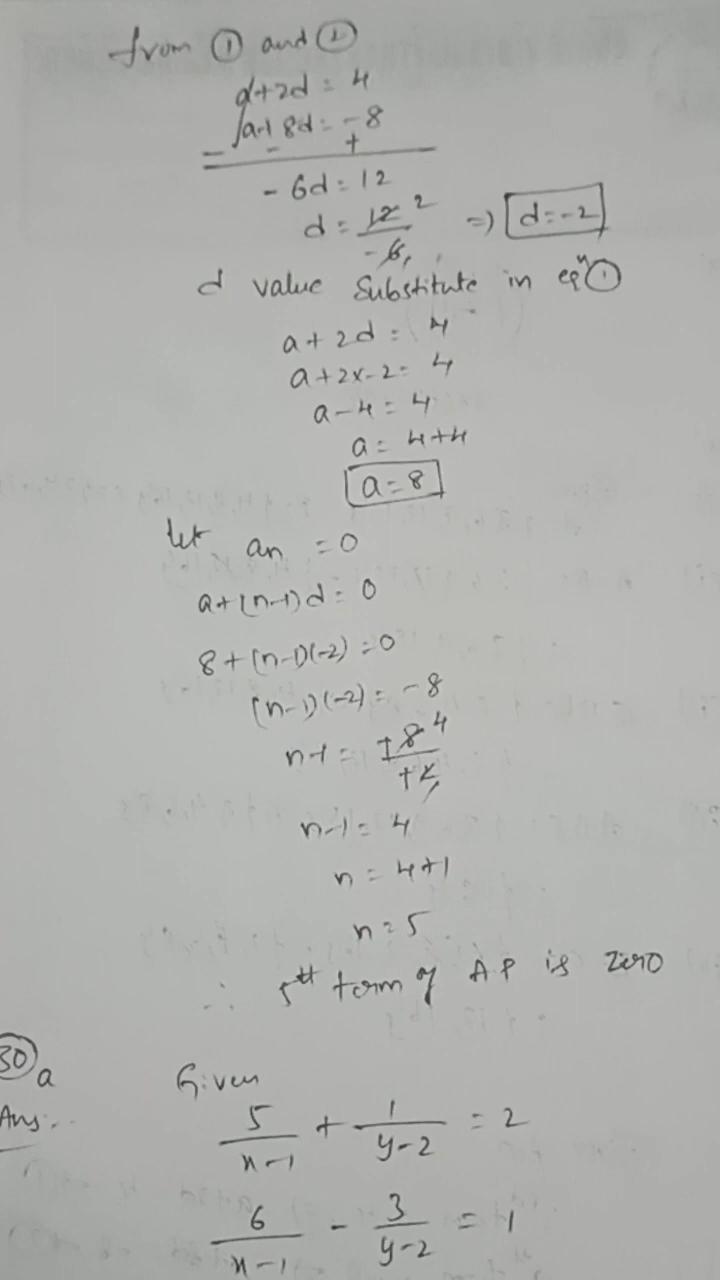 from ① and ②
a+2d = 4
a+8d = -8
- - +
-6d = 12
d = 12/-6 2 => d = -2
d value Substitute in eqn ①
a + 2d = 4
a + 2x-2 = 4
a - 4 = 4
a = 4+4
a = 8
let an = 0
a+(n-1)d = 0
8+(n-1)(-2) = 0
(n-1)(-2) = -8
n-1 = +8/+2 4
n-1 = 4
n = 4+1
n = 5
∴ 5th term of A.P is Zero
30 a Given
Ans:-
5/x-1 + 1/y-2 = 2
6/x-1 - 3/y-2 = 1